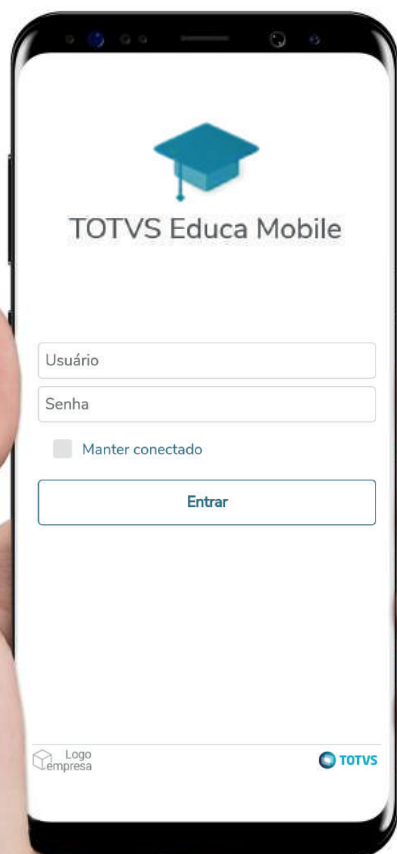 TOTVS Educa Mobile
Usuário
Senha
Manter conectado
Entrar
Logo
empresa
TOTVS